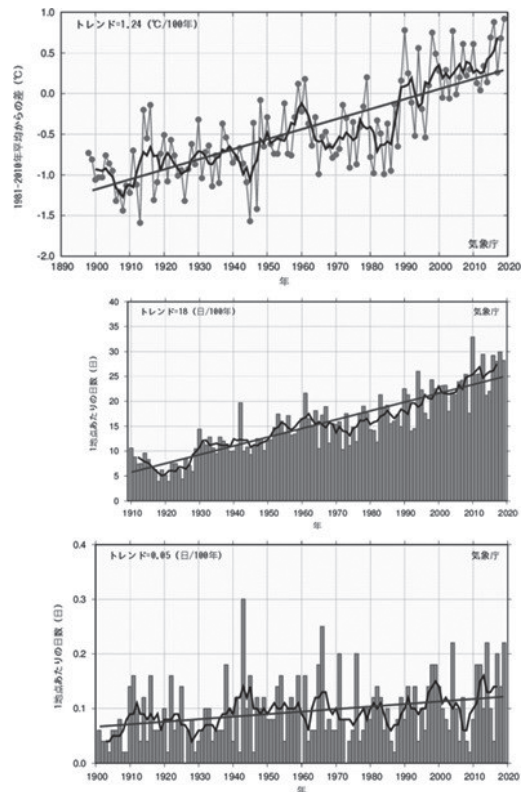 トレンド=1.24 (℃/100年)
1.0
0.5
0.0
-0.5
-1.0
-1.5
-2.0
1981-2010年平均からの差 (℃)
気象庁
1890 1900 1910 1920 1930 1940 1950 1960 1970 1980 1990 2000 2010 2020
年
トレンド=18 (日/100年)
気象庁
40
35
30
25
20
15
10
5
0
1地点あたりの日数 (日)
1910 1920 1930 1940 1950 1960 1970 1980 1990 2000 2010 2020
年
トレンド=0.05 (日/100年)
気象庁
0.4
0.3
0.2
0.1
0.0
1地点あたりの日数 (日)
1900 1910 1920 1930 1940 1950 1960 1970 1980 1990 2000 2010 2020
年